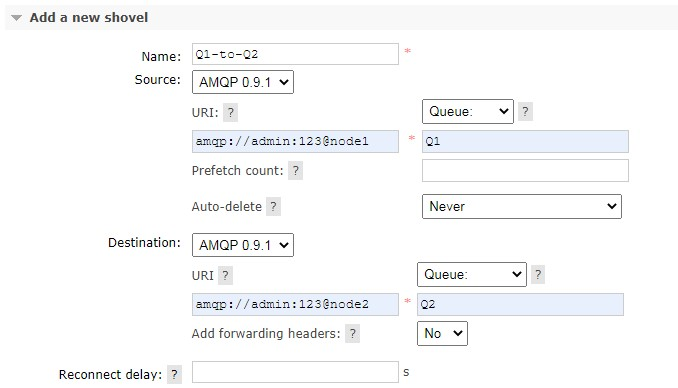 Add a new shovel
Name: Q1-to-Q2 *
Source: AMQP 0.9.1
URI: ? Queue: ?
amqp://admin:123@node1 * Q1
Prefetch count: ?
Auto-delete ? Never
Destination: AMQP 0.9.1
URI ? Queue: ?
amqp://admin:123@node2 * Q2
Add forwarding headers: ? No
Reconnect delay: ? s